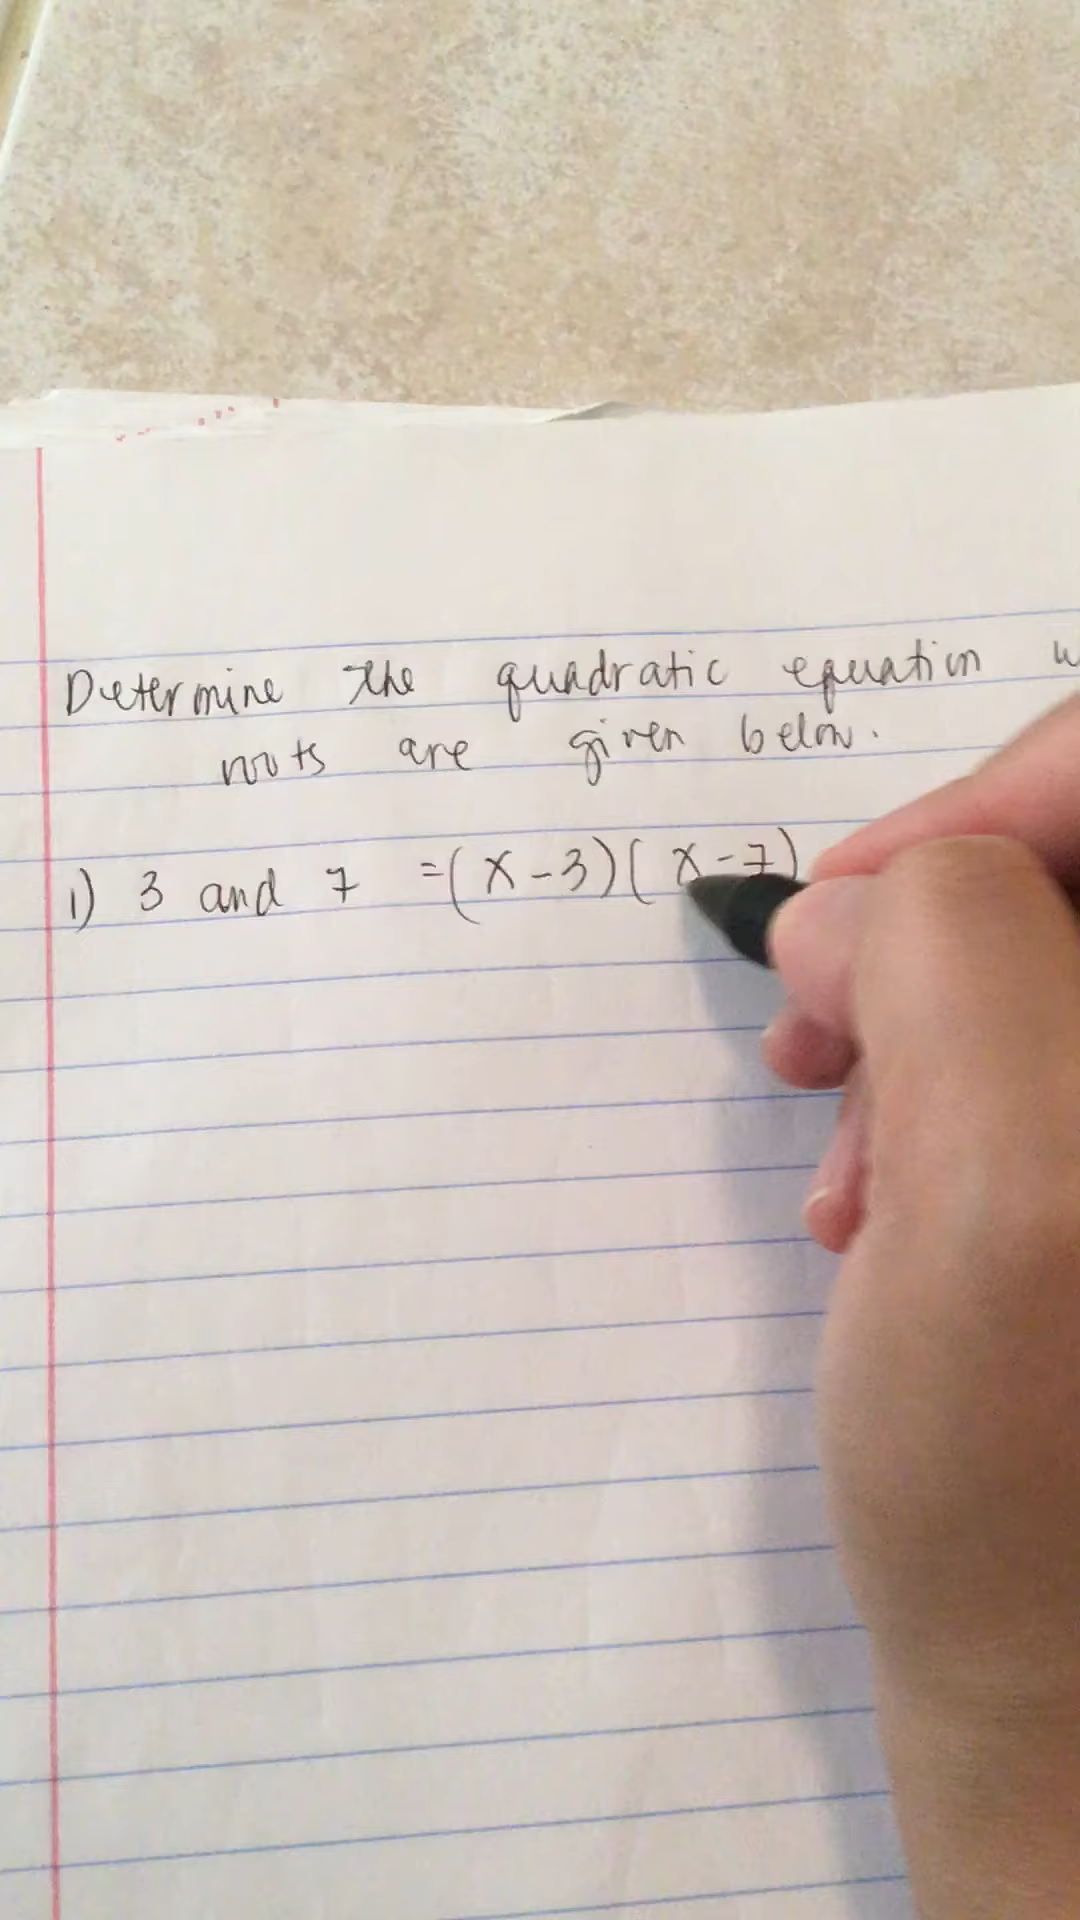 Determine the quadratic equation
roots are given below.
1) 3 and 7 =(x-3)(x-7)